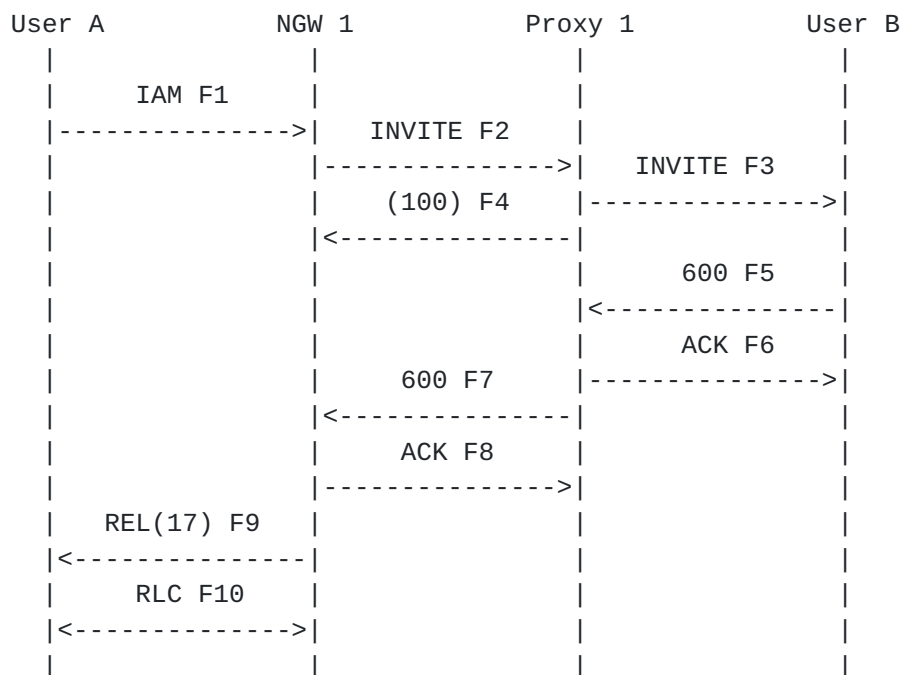 User A NGW 1 Proxy 1 User B
| | | |
| IAM F1 | | |
|--------------->| INVITE F2 | |
| |--------------->| INVITE F3 |
| | (100) F4 |--------------->|
| |<---------------| |
| | | 600 F5 |
| | |<---------------|
| | | ACK F6 |
| | 600 F7 |--------------->|
| |<---------------| |
| | ACK F8 | |
| |--------------->| |
| REL(17) F9 | | |
|<---------------| | |
| RLC F10 | | |
|<-------------->| | |
| | | |